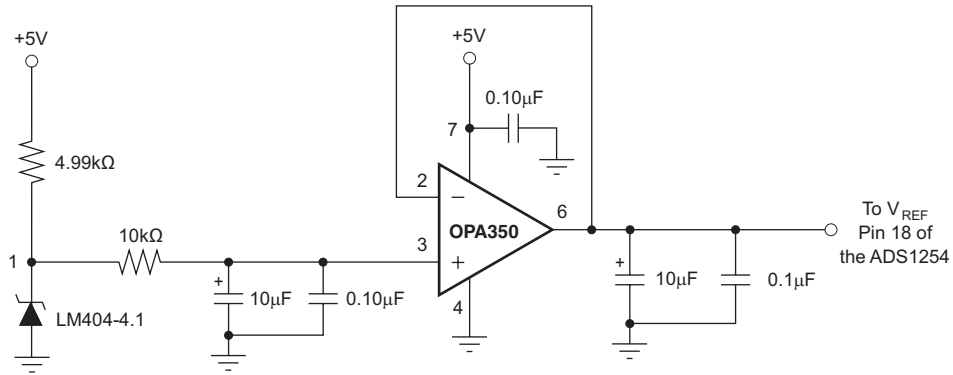 +5V
+5V
0.10μF
7
4.99kΩ
2
−
6
OPA350
To VREF
Pin 18 of
the ADS1254
10kΩ
3
+
1
+
10μF
0.10μF
+
10μF
0.1μF
4
LM404-4.1